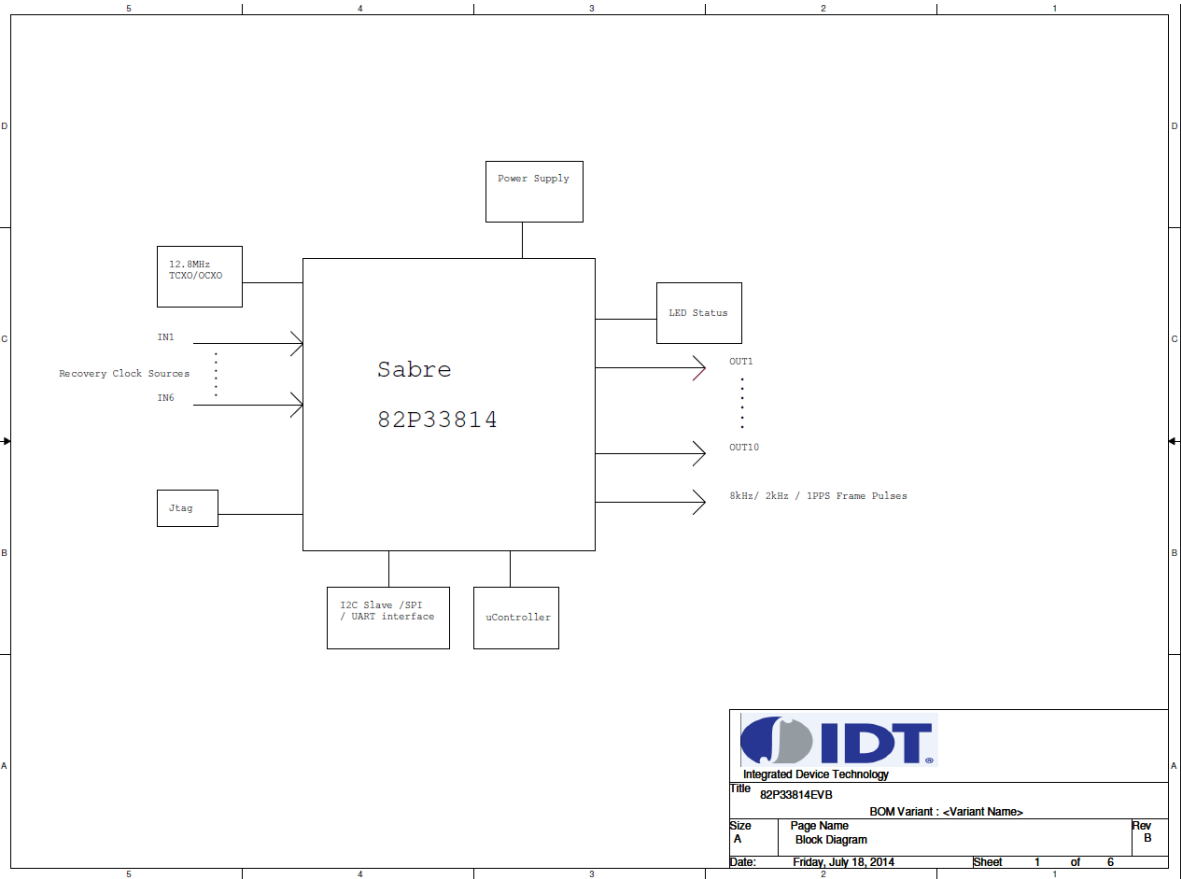 5 4 3 2 1
D D
Power Supply
12.8MHz
TCXO/OCXO
LED Status
IN1
C C
OUT1
Recovery Clock Sources
Sabre
IN6
82P33814
OUT10
8kHz/ 2kHz / 1PPS Frame Pulses
Jtag
B B
I2C Slave /SPI
/ UART interface
uController
IDT®
A A
Integrated Device Technology
Title
82P33814EVB
BOM Variant : <Variant Name>
Size Page Name Rev
A Block Diagram B
Date: Friday, July 18, 2014 Sheet 1 of 6
5 4 3 2 1